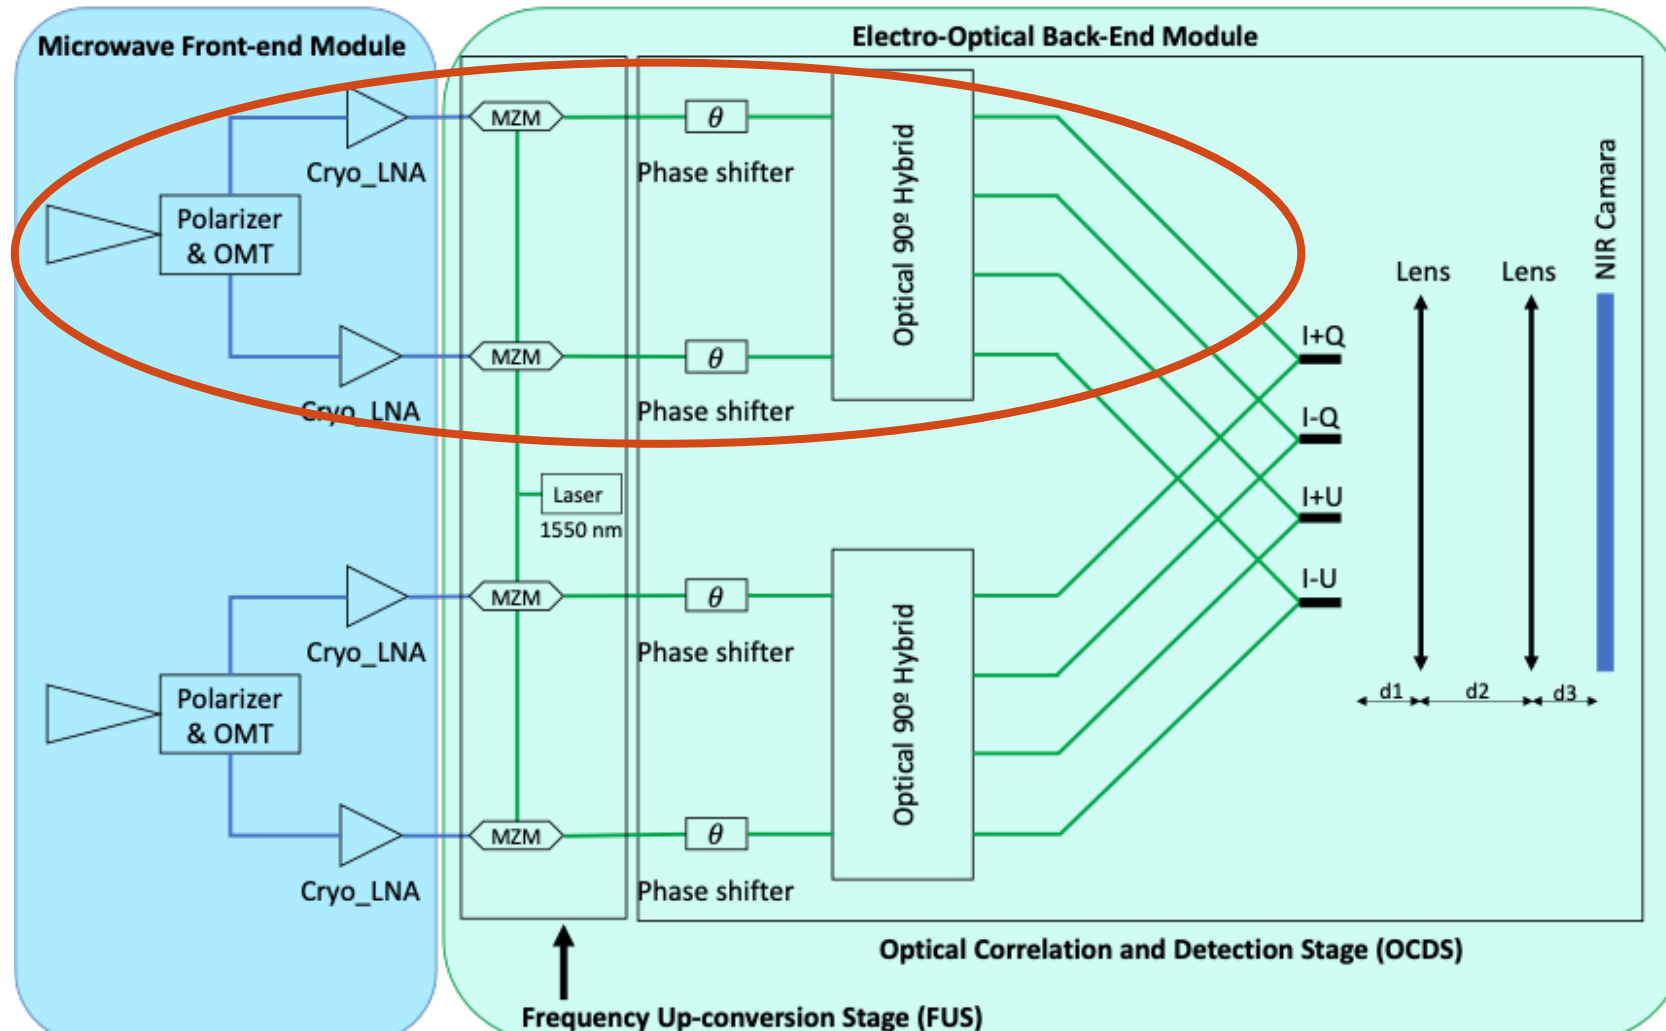 Microwave Front-end Module
Electro-Optical Back-End Module
MZM
θ
Cryo_LNA
Phase shifter
Polarizer
& OMT
Optical 90º Hybrid
MZM
θ
Cryo_LNA
Phase shifter
I+Q
I-Q
I+U
I-U
Lens
Lens
NIR Camara
Laser
1550 nm
MZM
θ
Cryo_LNA
Phase shifter
Polarizer
& OMT
Optical 90º Hybrid
d1
d2
d3
MZM
θ
Cryo_LNA
Phase shifter
Optical Correlation and Detection Stage (OCDS)
Frequency Up-conversion Stage (FUS)